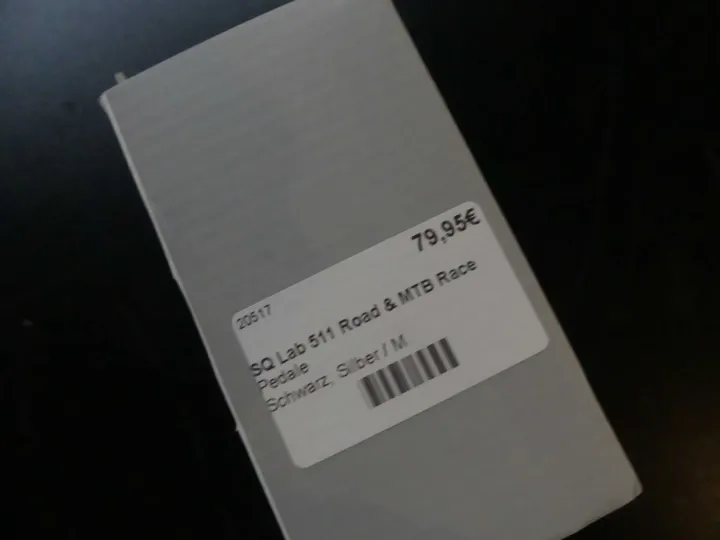 79,95€
20517
SQ Lab 511 Road & MTB Race
Pedale
Schwarz, Silber / M